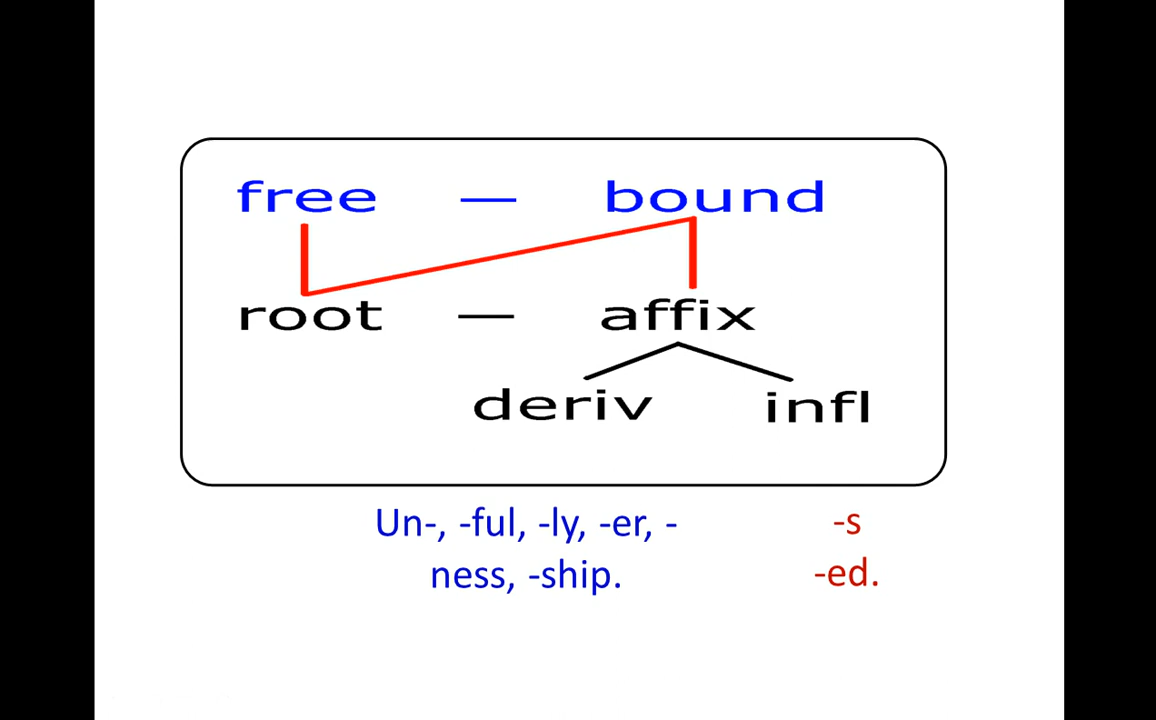 free — bound
root — affix
deriv infl
Un-, -ful, -ly, -er, - -s
ness, -ship. -ed.